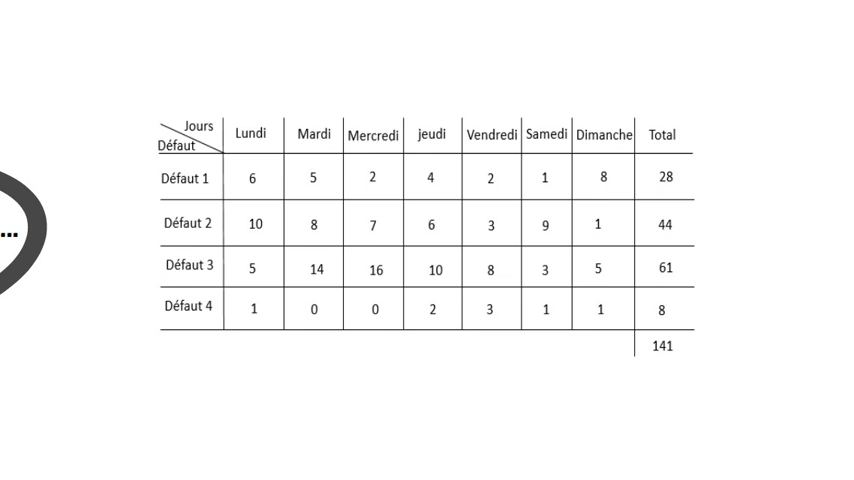 Jours Lundi Mardi Mercredi jeudi Vendredi Samedi Dimanche Total
Défaut
Défaut 1 6 5 2 4 2 1 8 28
Défaut 2 10 8 7 6 3 9 1 44
Défaut 3 5 14 16 10 8 3 5 61
Défaut 4 1 0 0 2 3 1 1 8
141
...